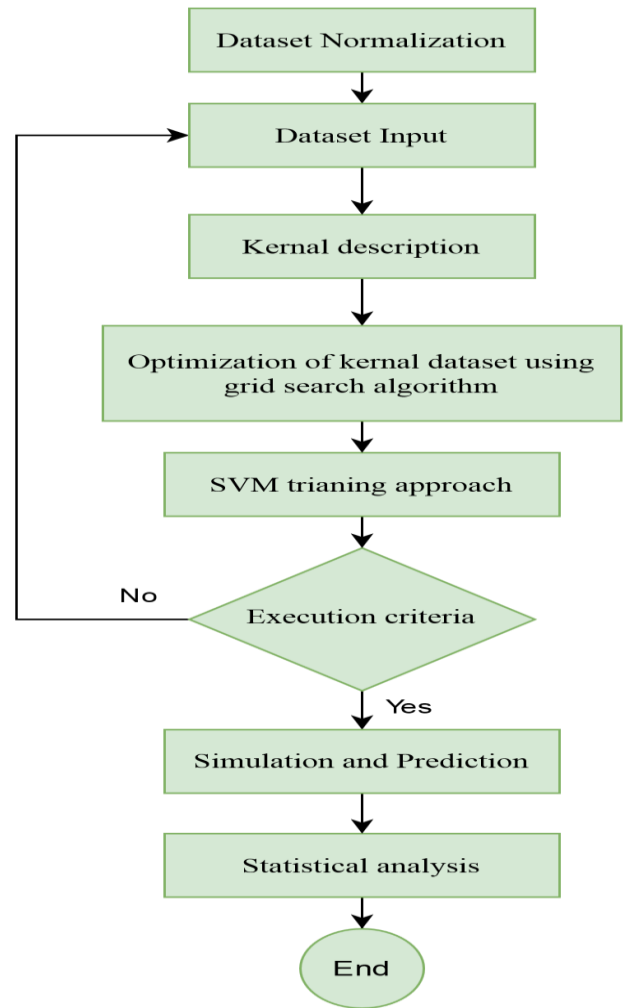 Dataset Normalization
Dataset Input
Kernal description
Optimization of kernal dataset using
grid search algorithm
SVM trianing approach
No
Execution criteria
Yes
Simulation and Prediction
Statistical analysis
End